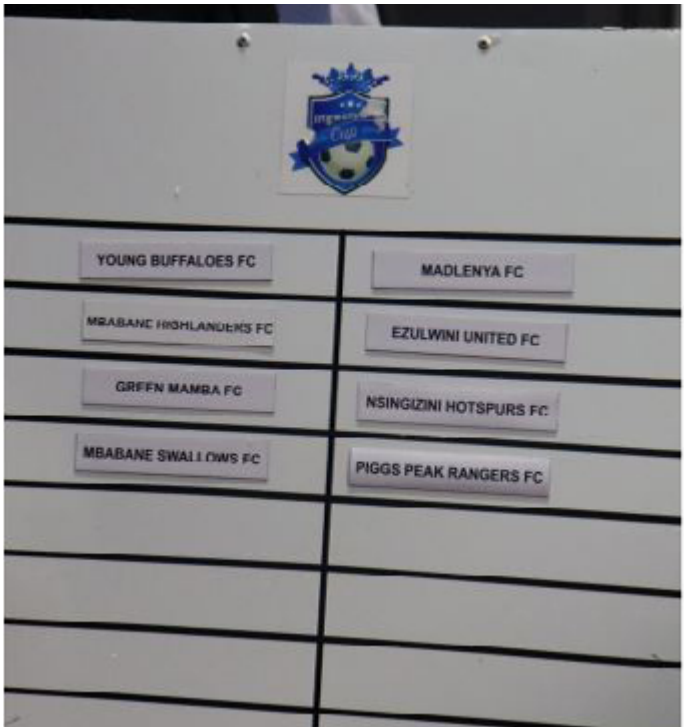 Cup
YOUNG BUFFALOES FC
MADLENYA FC
MBABANE HIGHLANDERS FC
EZULWINI UNITED FC
GREEN MAMBA FC
NSINGIZINI HOTSPURS FC
MBABANE SWALLOWS FC
PIGGS PEAK RANGERS FC